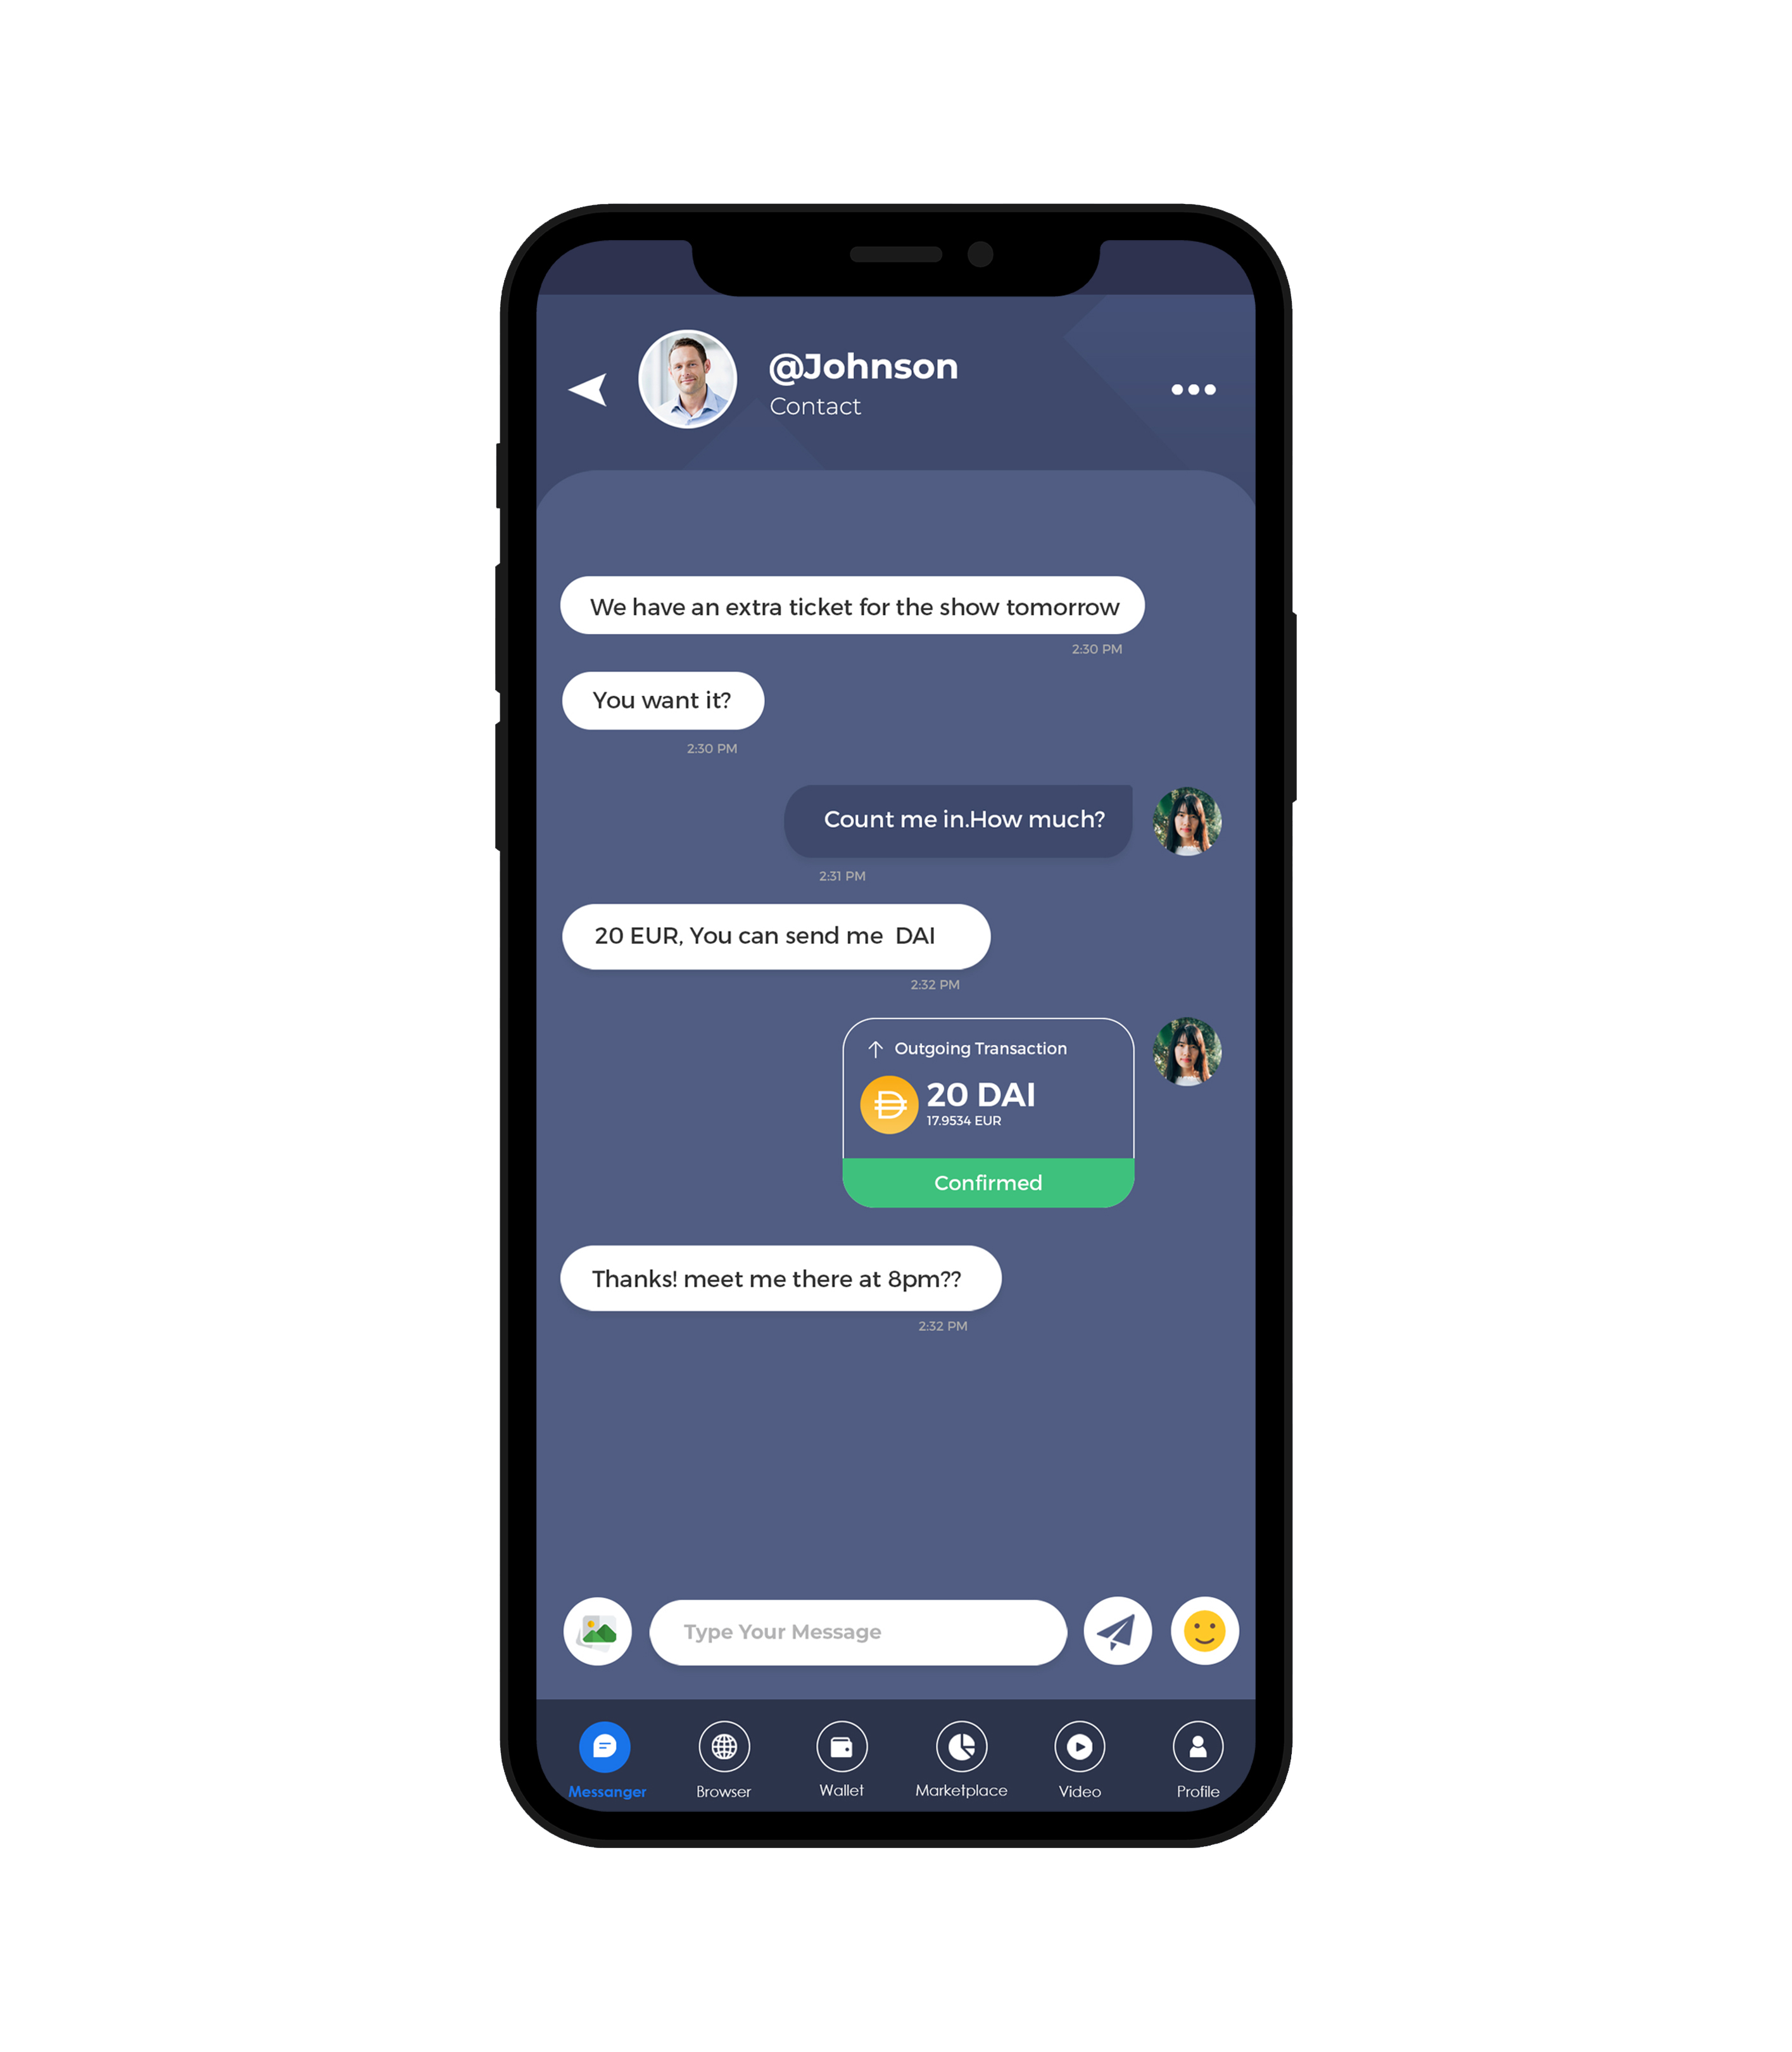 @Johnson
Contact
We have an extra ticket for the show tomorrow
2:30 PM
You want it?
2:30 PM
Count me in.How much?
2:31 PM
20 EUR, You can send me  DAI
2:32 PM
Outgoing Transaction
20 DAI
17.9534 EUR
Confirmed
Thanks! meet me there at 8pm??
2:32 PM
Type Your Message
Messanger
Browser
Wallet
Marketplace
Video
Profile